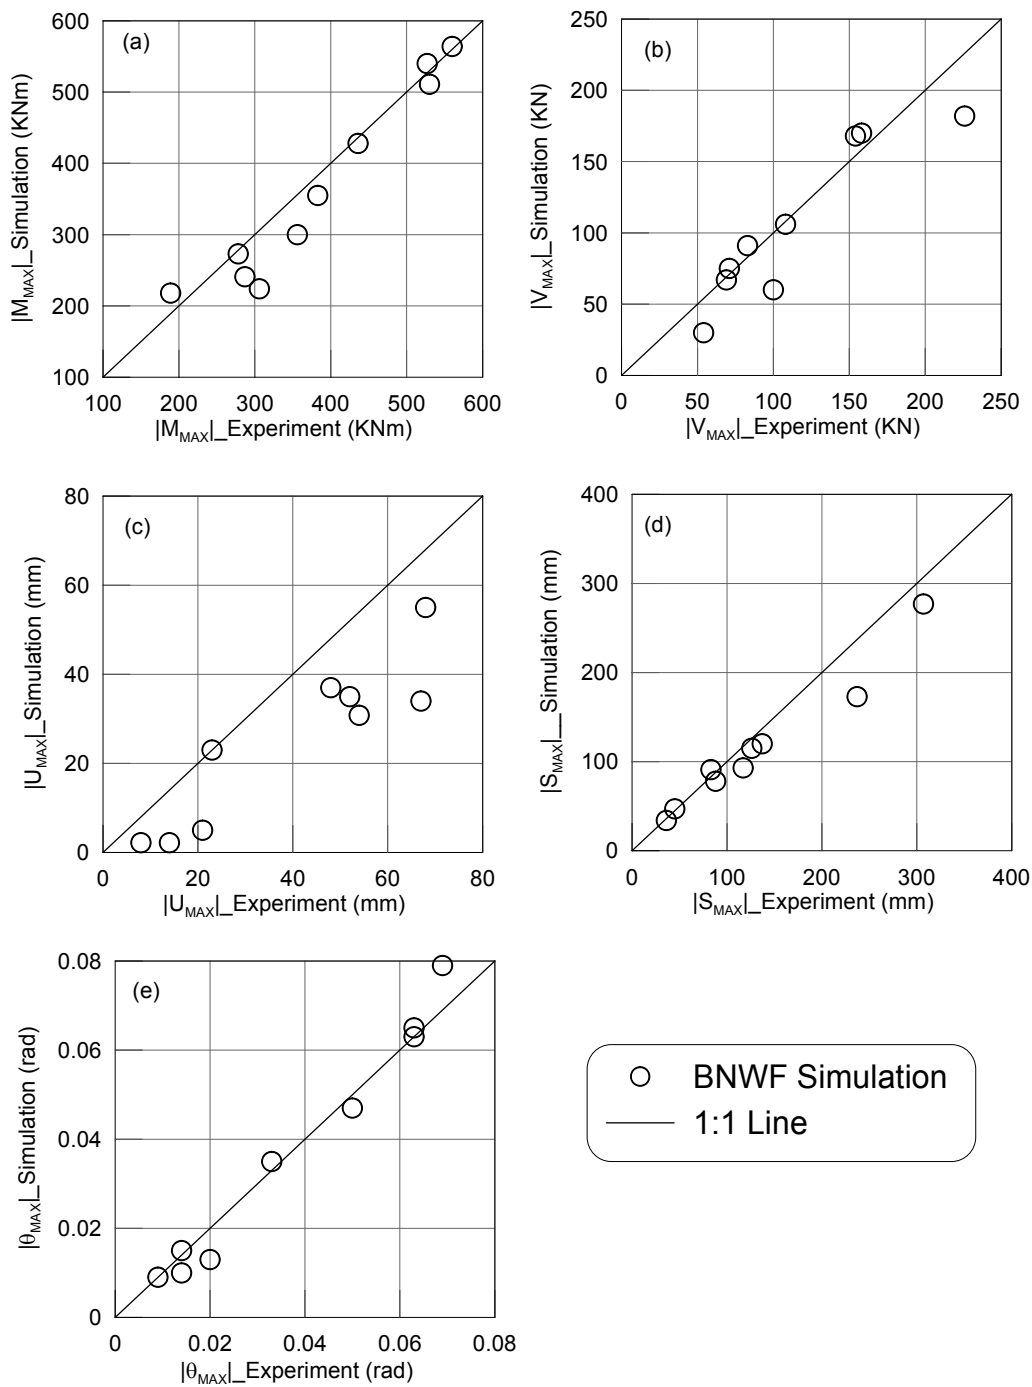 (a)
600
500
400
300
200
100
100 200 300 400 500 600
|M_MAX|_Simulation (KNm)
|M_MAX|_Experiment (KNm)
(b)
250
200
150
100
50
0
0 50 100 150 200 250
|V_MAX|_Simulation (KN)
|V_MAX|_Experiment (KN)
(c)
80
60
40
20
0
0 20 40 60 80
|U_MAX|_Simulation (mm)
|U_MAX|_Experiment (mm)
(d)
400
300
200
100
0
0 100 200 300 400
|S_MAX|__Simulation (mm)
|S_MAX|_Experiment (mm)
(e)
0.08
0.06
0.04
0.02
0
0 0.02 0.04 0.06 0.08
|θ_MAX|_Simulation (rad)
|θ_MAX|_Experiment (rad)
BNWF Simulation
1:1 Line